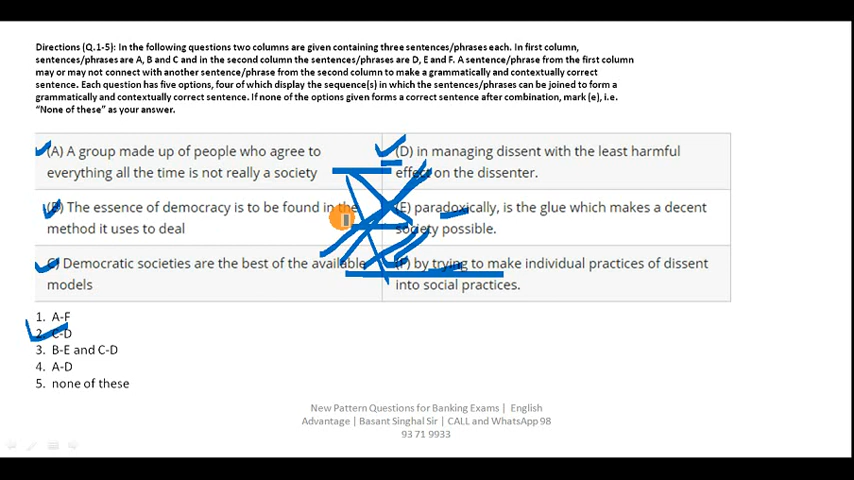 Directions (Q.1-5): In the following questions two columns are given containing three sentences/phrases each. In first column,
sentences/phrases are A, B and C and in the second column the sentences/phrases are D, E and F. A sentence/phrase from the first column
may or may not connect with another sentence/phrase from the second column to make a grammatically and contextually correct
sentence. Each question has five options, four of which display the sequence(s) in which the sentences/phrases can be joined to form a
grammatically and contextually correct sentence. If none of the options given forms a correct sentence after combination, mark (e), i.e.
“None of these” as your answer.
(A) A group made up of people who agree to
everything all the time is not really a society
(D) in managing dissent with the least harmful
effect on the dissenter.
(B) The essence of democracy is to be found in the
method it uses to deal
(E) paradoxically, is the glue which makes a decent
society possible.
C) Democratic societies are the best of the available
models
(F) by trying to make individual practices of dissent
into social practices.
1. A-F
2. C-D
3. B-E and C-D
4. A-D
5. none of these
New Pattern Questions for Banking Exams | English
Advantage | Basant Singhal Sir | CALL and WhatsApp 98
93 71 9933